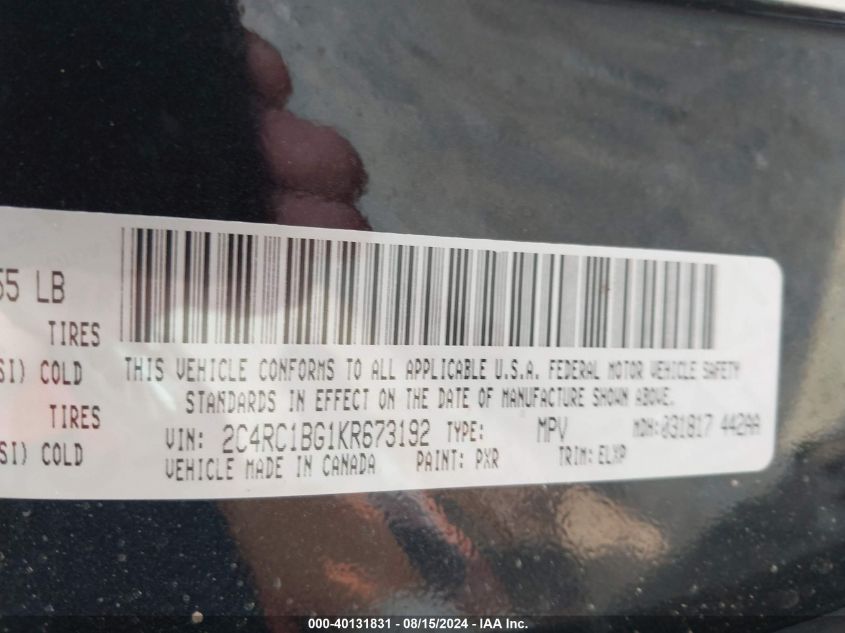 55 LB
TIRES
SI) COLD
TIRES
SI) COLD
THIS VEHICLE CONFORMS TO ALL APPLICABLE U.S.A. FEDERAL MOTOR VEHICLE SAFETY
STANDARDS IN EFFECT ON THE DATE OF MANUFACTURE SHOWN ABOVE.
VIN: 2C4RC1BG1KR673192 TYPE: MPV MDH: 031817 442AA
VEHICLE MADE IN CANADA PAINT: PXR TRIM: ELXP
000-40131831 - 08/15/2024 - IAA Inc.